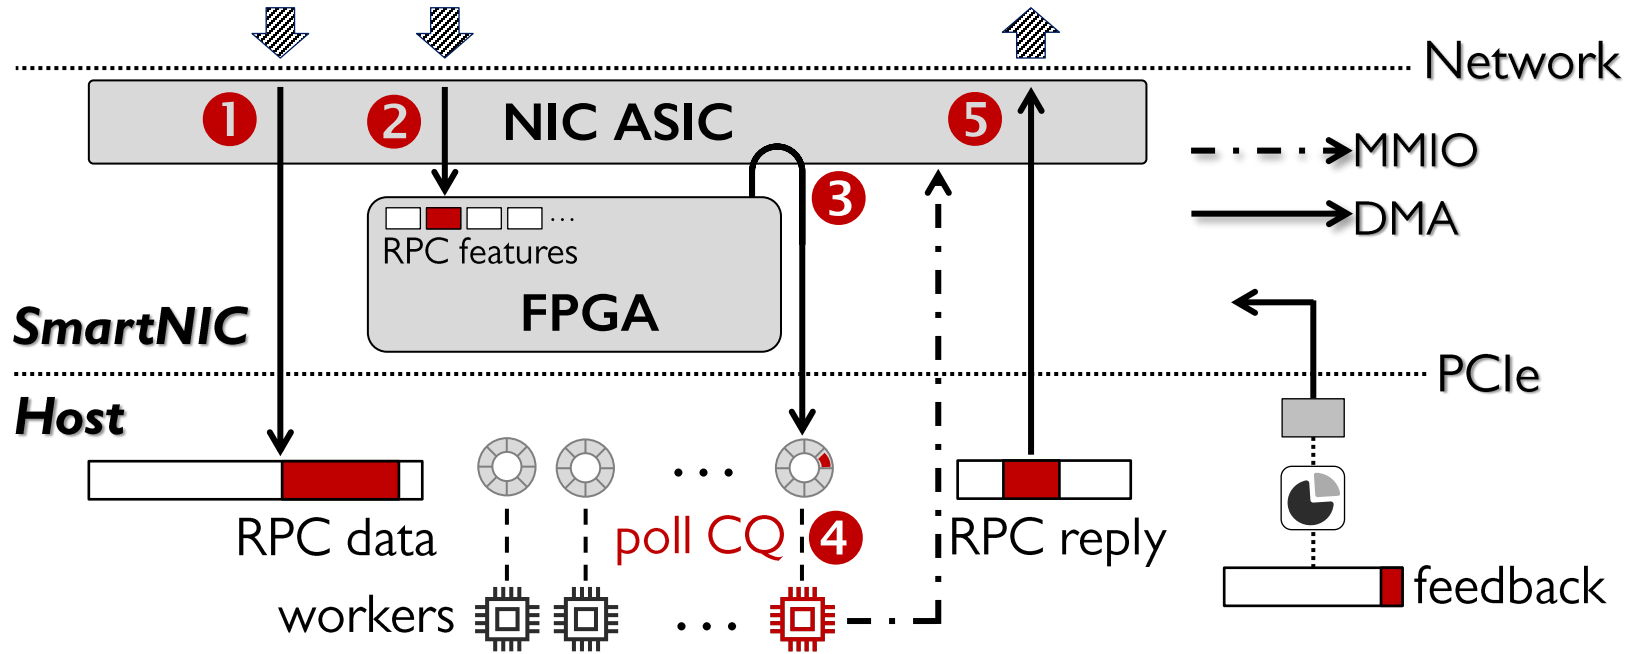 Network
1
2
NIC ASIC
5
MMIO
3
DMA
...
RPC features
FPGA
SmartNIC
PCIe
Host
...
RPC data
poll CQ
4
RPC reply
feedback
workers
...